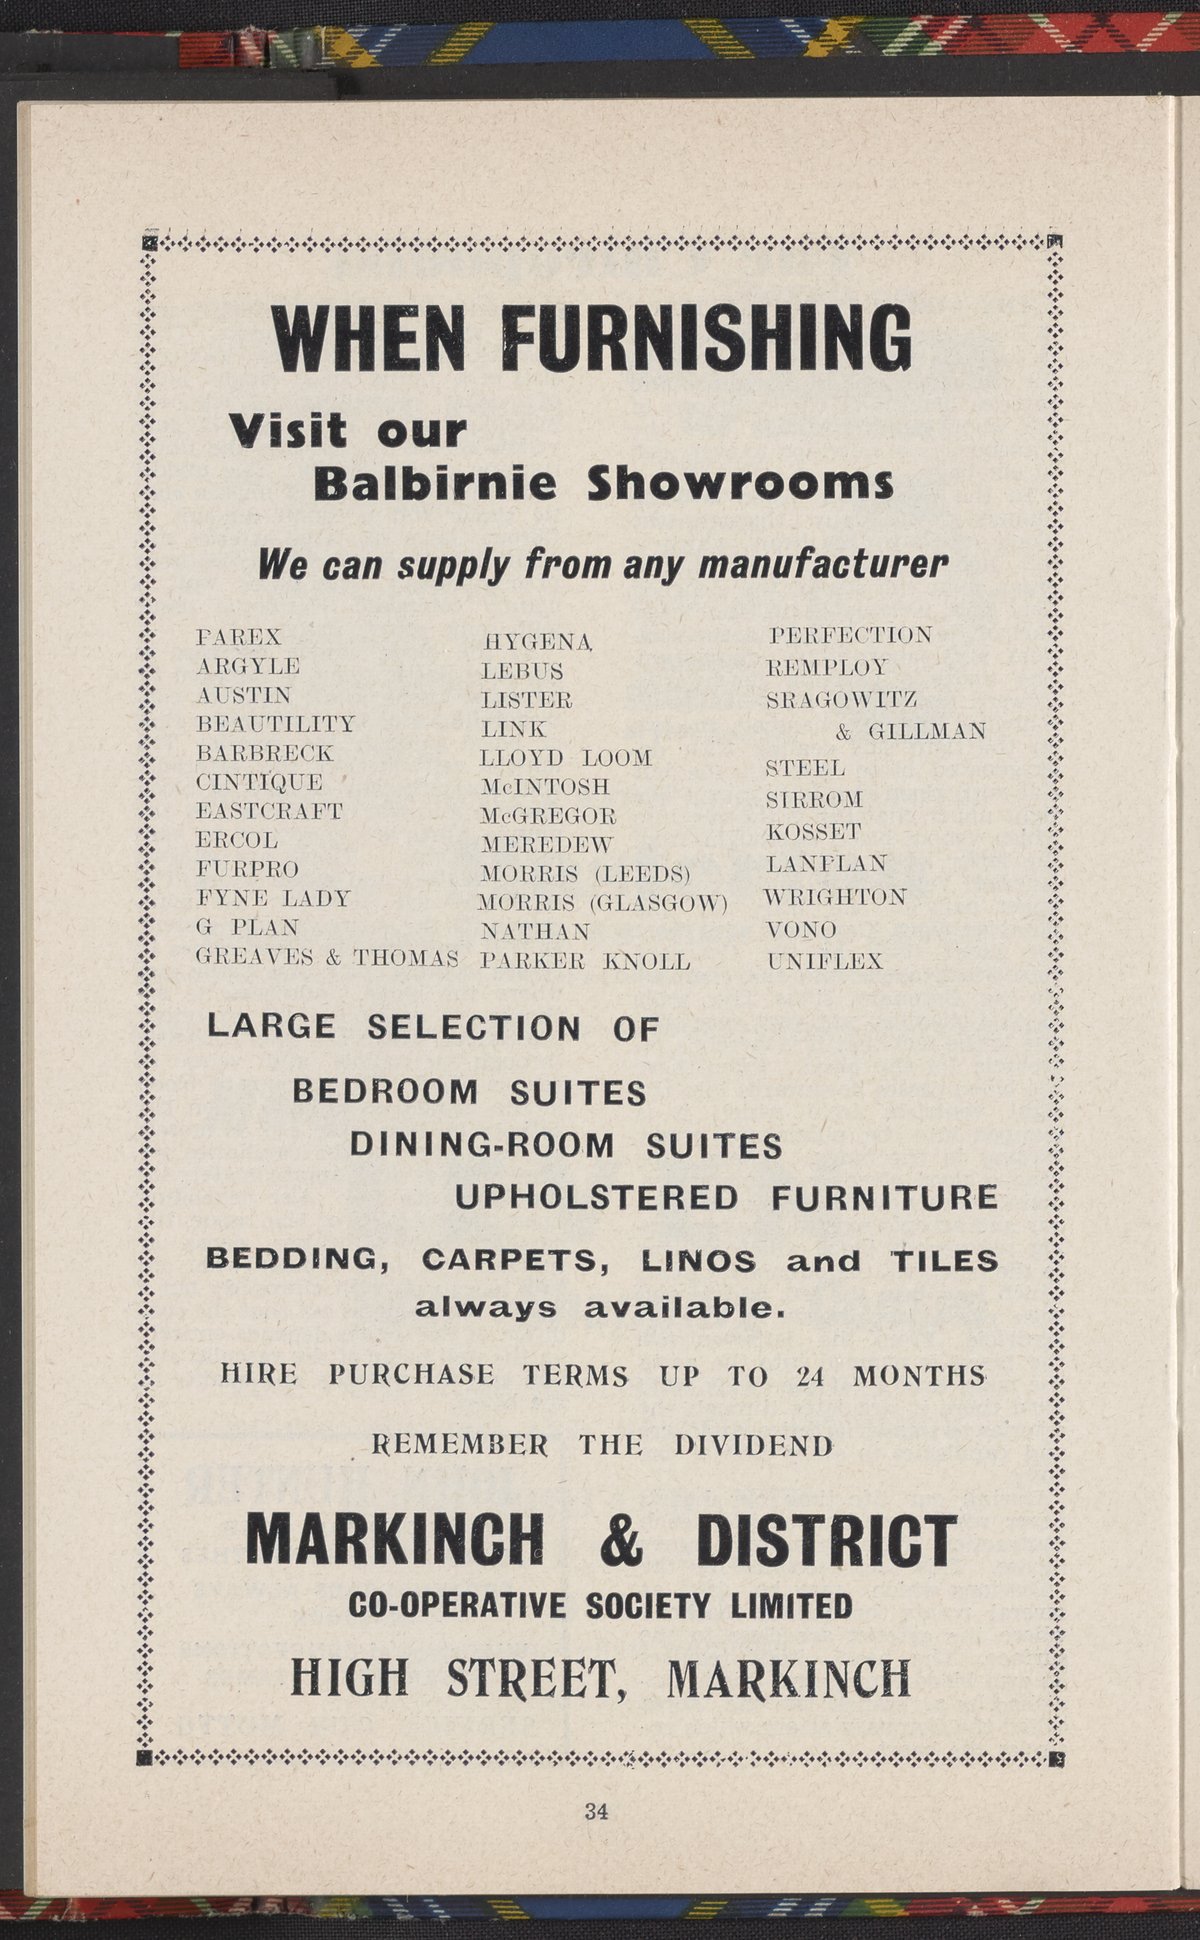 WHEN FURNISHING
Visit our
Balbirnie Showrooms
We can supply from any manufacturer
FAREX
ARGYLE
AUSTIN
BEAUTILITY
BARBRECK
CINTIQUE
EASTCRAFT
ERCOL
FURPRO
FYNE LADY
G PLAN
GREAVES & THOMAS
HYGENA
LEBUS
LISTER
LINK
LLOYD LOOM
McINTOSH
McGREGOR
MEREDEW
MORRIS (LEEDS)
MORRIS (GLASGOW)
NATHAN
PARKER KNOLL
PERFECTION
REMPLOY
SRAGOWITZ
& GILLMAN
STEEL
SIRROM
KOSSET
LANFLAN
WRIGHTON
VONO
UNIFLEX
LARGE SELECTION OF
BEDROOM SUITES
DINING-ROOM SUITES
UPHOLSTERED FURNITURE
BEDDING, CARPETS, LINOS and TILES
always available.
HIRE PURCHASE TERMS UP TO 24 MONTHS
REMEMBER THE DIVIDEND
MARKINCH & DISTRICT
CO-OPERATIVE SOCIETY LIMITED
HIGH STREET, MARKINCH
34